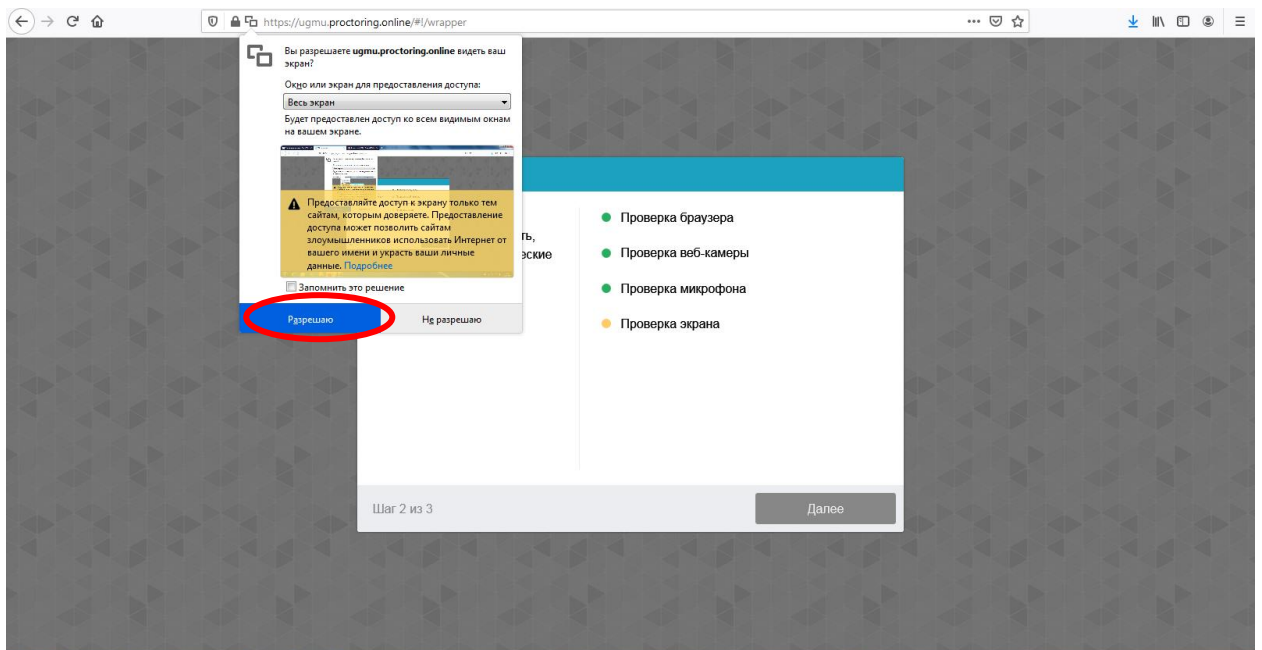 https://ugmu.proctoring.online/#!/wrapper
Вы разрешаете ugmu.proctoring.online видеть ваш
экран?
Окно или экран для предоставления доступа:
Весь экран
Будет предоставлен доступ ко всем видимым окнам
на вашем экране.
Предоставляйте доступ к экрану только тем
сайтам, которым доверяете. Предоставление
доступа может позволить сайтам
злоумышленников использовать Интернет от
вашего имени и украсть ваши личные
данные. Подробнее
Запомнить это решение
Разрешаю
Не разрешаю
ть,
еские
Проверка браузера
Проверка веб-камеры
Проверка микрофона
Проверка экрана
Шаг 2 из 3
Далее